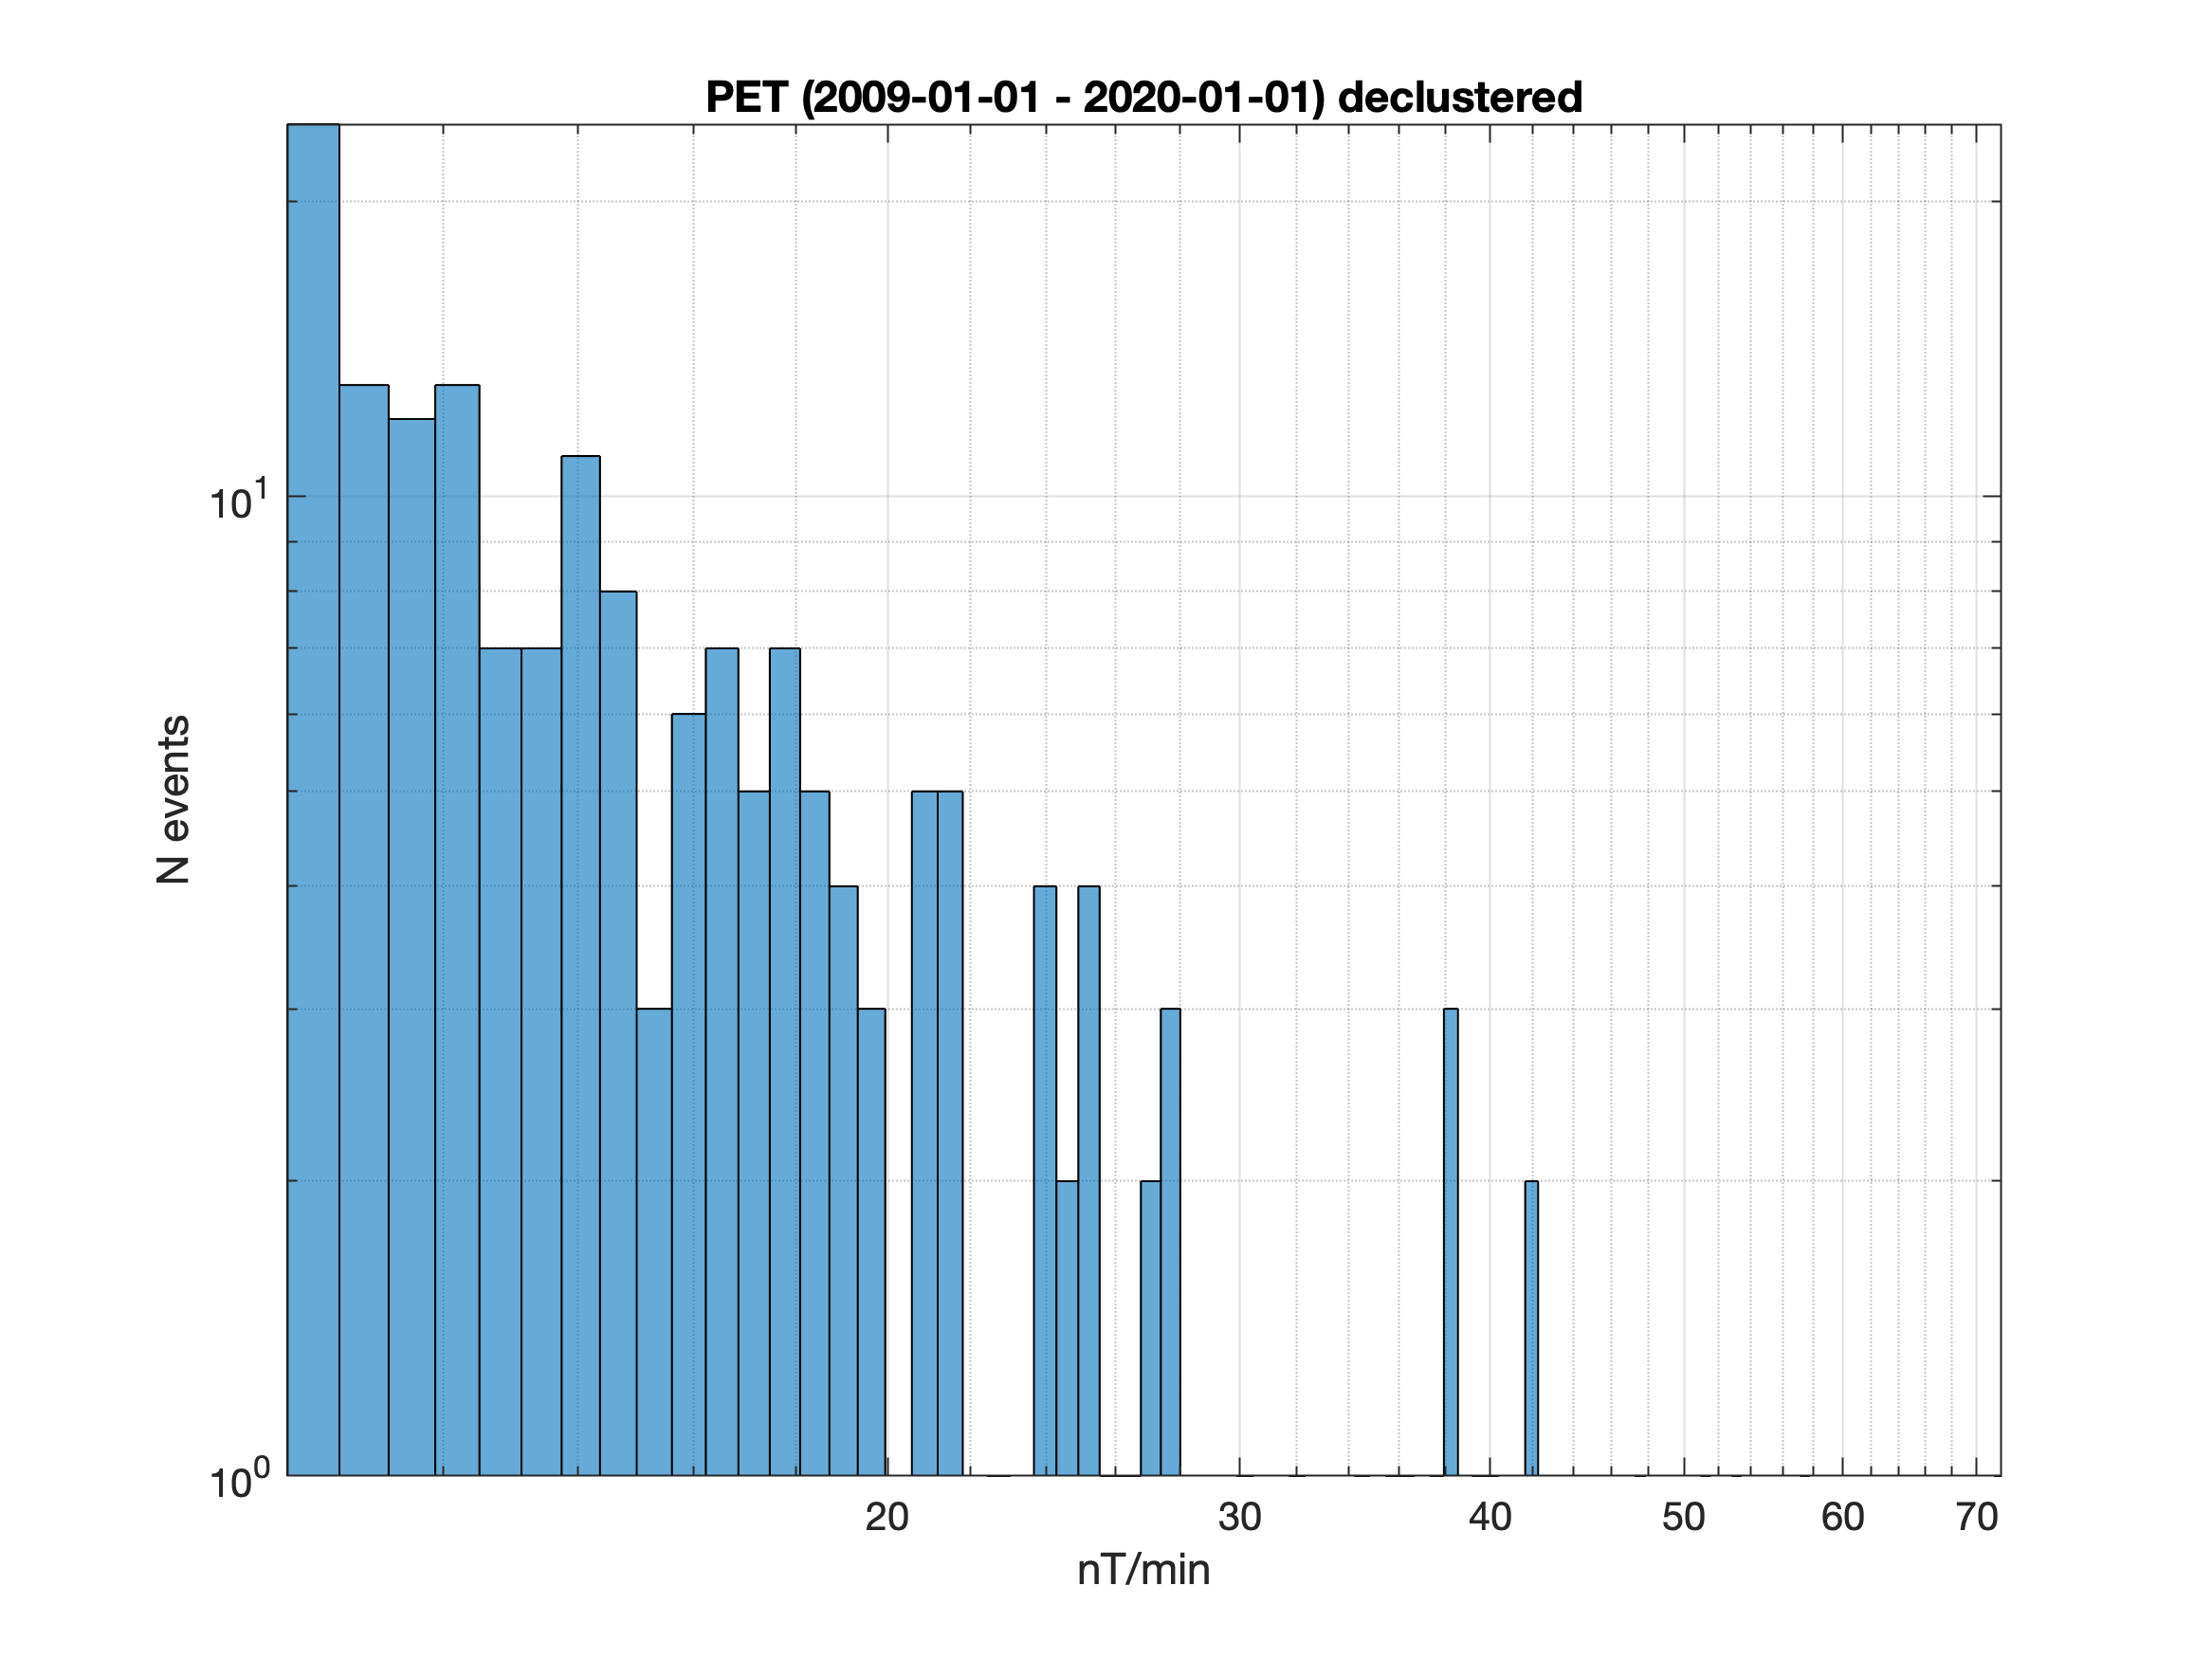 PET (2009-01-01 - 2020-01-01) declustered
N events
10^1
10^0
20 30 40 50 60 70
nT/min